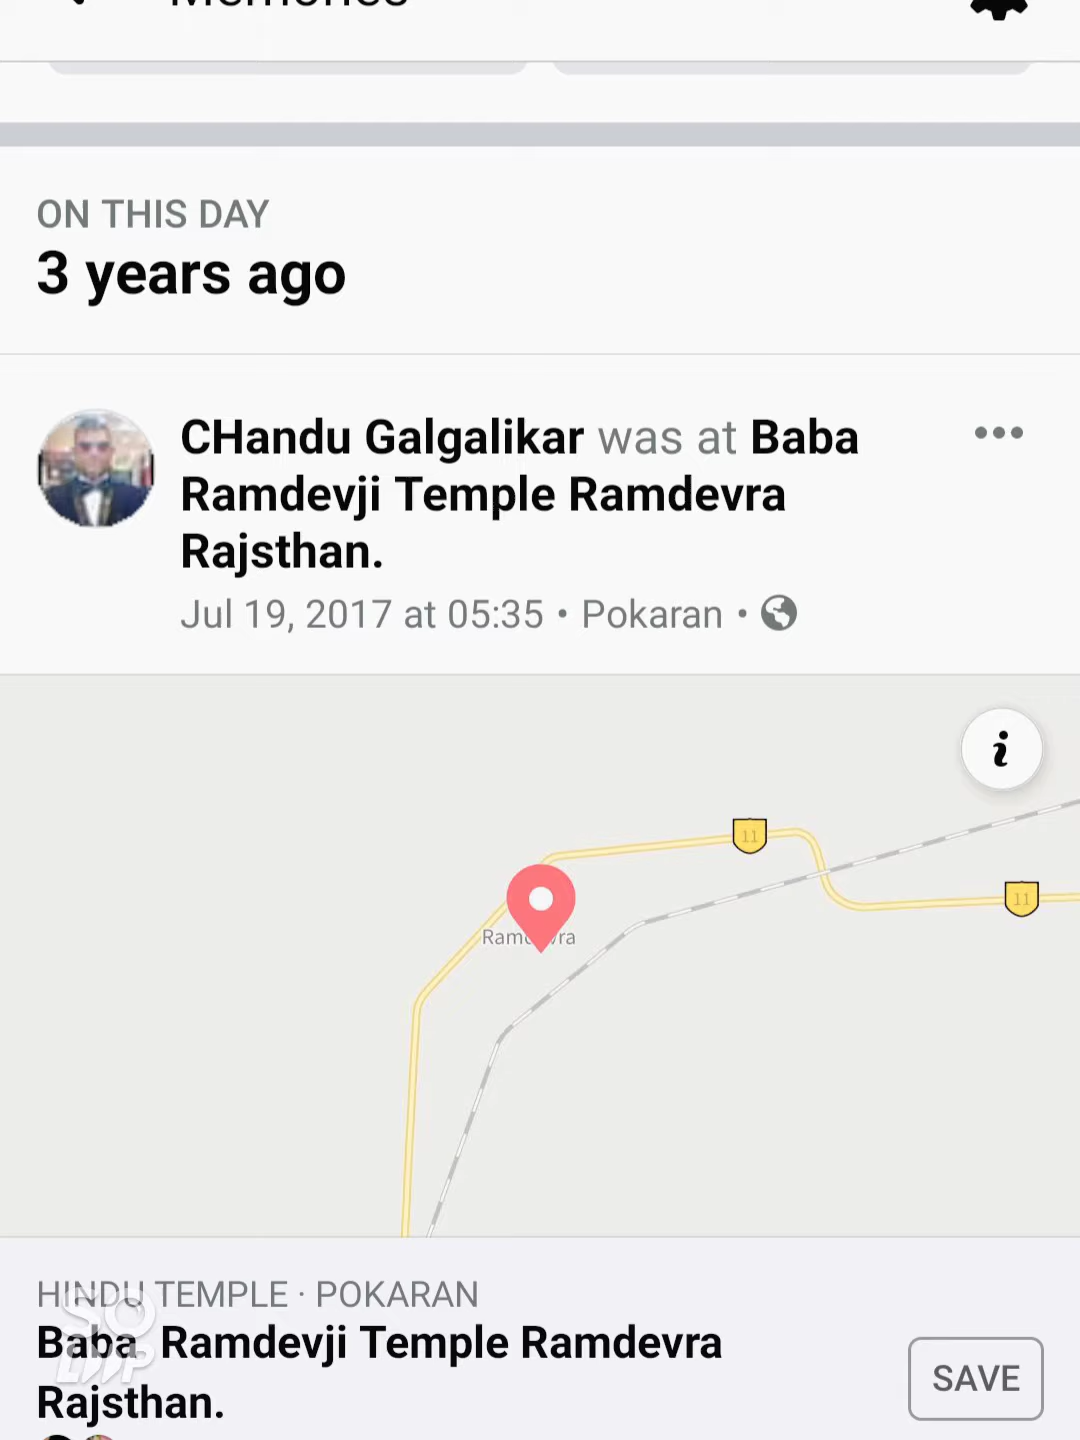 Memories
ON THIS DAY
3 years ago
CHandu Galgalikar was at Baba
Ramdevji Temple Ramdevra
Rajsthan.
Jul 19, 2017 at 05:35 • Pokaran •
i
11
11
HINDU TEMPLE · POKARAN
Baba Ramdevji Temple Ramdevra
Rajsthan.
SAVE